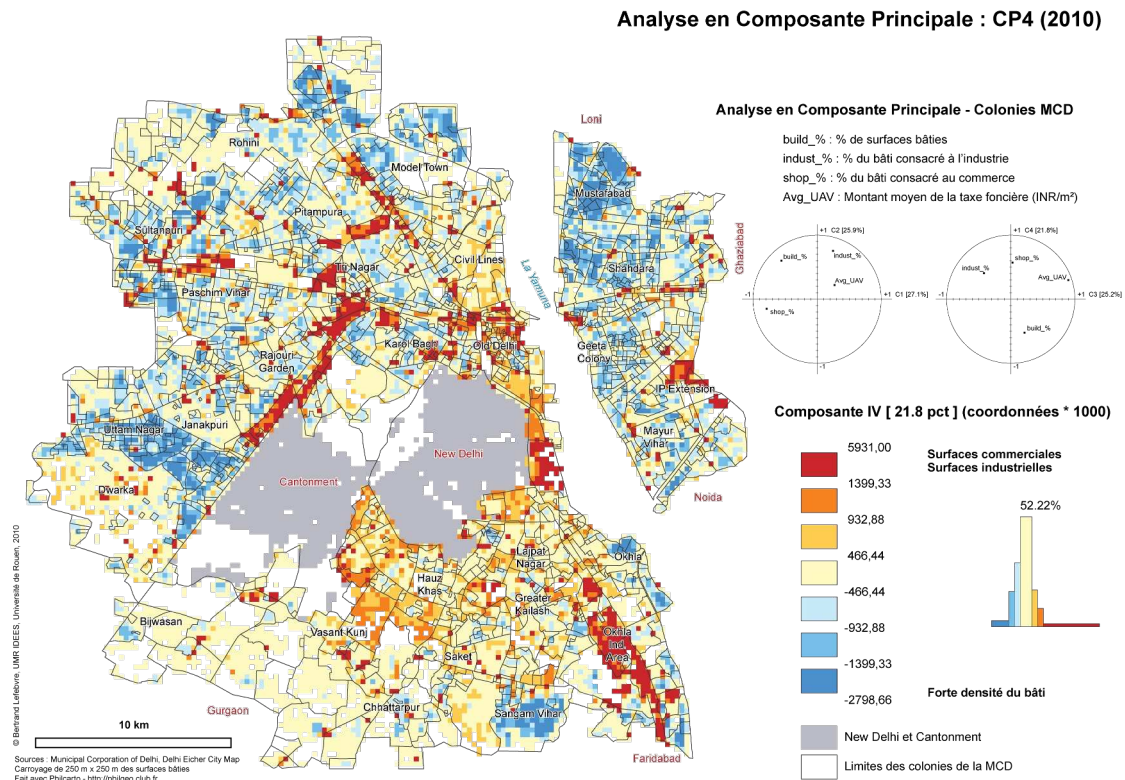 Analyse en Composante Principale : CP4 (2010)
Analyse en Composante Principale - Colonies MCD
build_% : % de surfaces bâties
indust_% : % du bâti consacré à l'industrie
shop_% : % du bâti consacré au commerce
Avg_UAV : Montant moyen de la taxe foncière (INR/m²)
+1 C2 [25.9%]
build_%
indust_%
Avg_UAV
-1
+1 C1 [27.1%]
shop_%
-1
+1 C4 [21.8%]
shop_%
indust_%
Avg_UAV
-1
+1 C3 [25.2%]
build_%
-1
Composante IV [ 21.8 pct ] (coordonnées * 1000)
5931,00
1399,33
932,88
466,44
-466,44
-932,88
-1399,33
-2798,66
Surfaces commerciales
Surfaces industrielles
52.22%
Forte densité du bâti
New Delhi et Cantonment
Limites des colonies de la MCD
Rohini
Model Town
Loni
Mustafabad
Pitampura
Sultanpuri
Ghaziabad
Civil Lines
La Yamuna
Shahdara
Tri Nagar
Paschim Vihar
Karol Bagh
Old Delhi
Geeta
Colony
Rajouri
Garden
IP Extension
Janakpuri
Uttam Nagar
Mayur
Vihar
New Delhi
Cantonment
Dwarka
Noida
Lajpat
Nagar
Okhla
Hauz
Khas
Greater
Kailash
Bijwasan
Vasant Kunj
Okhla
Ind.
Area
Saket
Gurgaon
Chhattarpur
Sangam Vihar
Faridabad
10 km
© Bertrand Lefebvre, UMR IDEES, Université de Rouen, 2010
Sources : Municipal Corporation of Delhi, Delhi Eicher City Map
Carroyage de 250 m x 250 m des surfaces bâties
Fait avec Philcarto - http://philgeo.club.fr